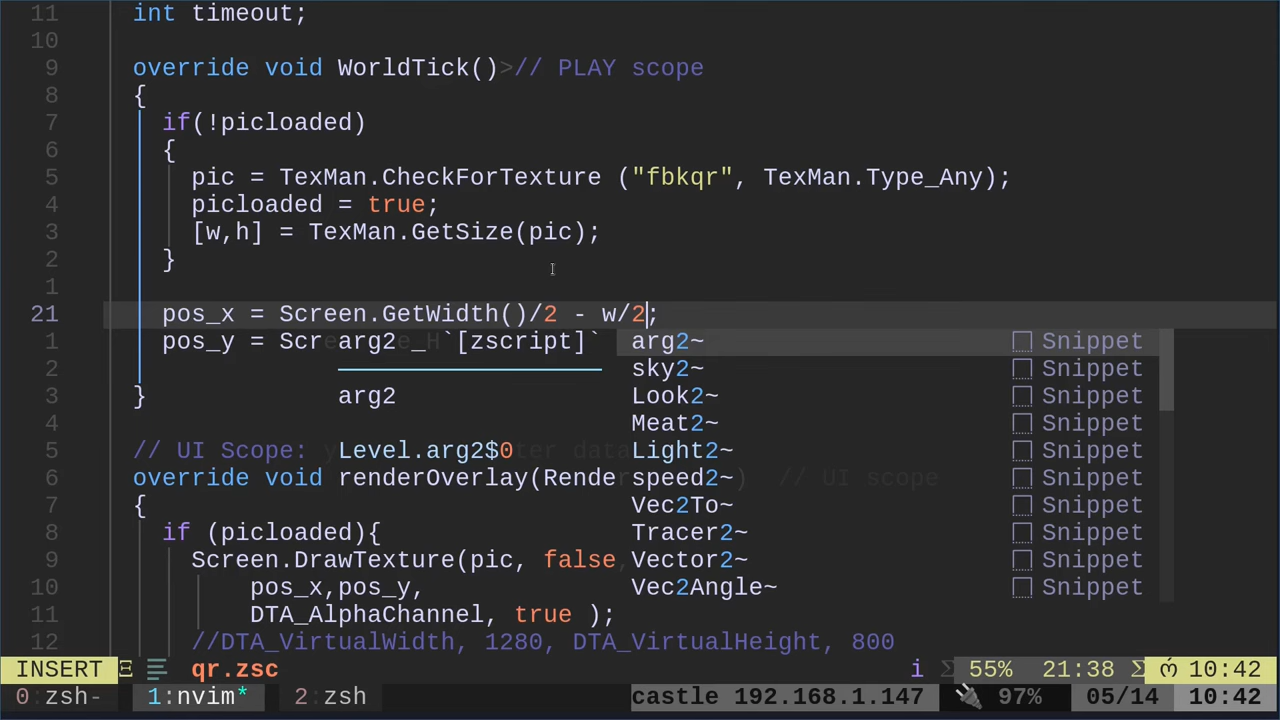 11 int timeout;
10
9 override void WorldTick()>// PLAY scope
8 {
7 if(!picloaded)
6 {
5 pic = TexMan.CheckForTexture ("fbkqr", TexMan.Type_Any);
4 picloaded = true;
3 [w,h] = TexMan.GetSize(pic);
2 }
1
21 pos_x = Screen.GetWidth()/2 - w/2;
1 pos_y = Scr arg2 _ `[zscript]` arg2~ Snippet
2 sky2~ Snippet
3 } arg2 Look2~ Snippet
4 Meat2~ Snippet
5 // UI Scope: Level.arg2$0 Light2~ Snippet
6 override void renderOverlay(Rende speed2~ ) // UI scope Snippet
7 { Vec2To~ Snippet
8 if (picloaded){ Tracer2~ Snippet
9 Screen.DrawTexture(pic, false, Vector2~ Snippet
10 pos_x,pos_y, Vec2Angle~ Snippet
11 DTA_AlphaChannel, true );
12 //DTA_VirtualWidth, 1280, DTA_VirtualHeight, 800
INSERT Ξ qr.zsc i Σ 55% 21:38 Σ ო 10:42
0:zsh- 1:nvim* 2:zsh castle 192.168.1.147 97% 05/14 10:42